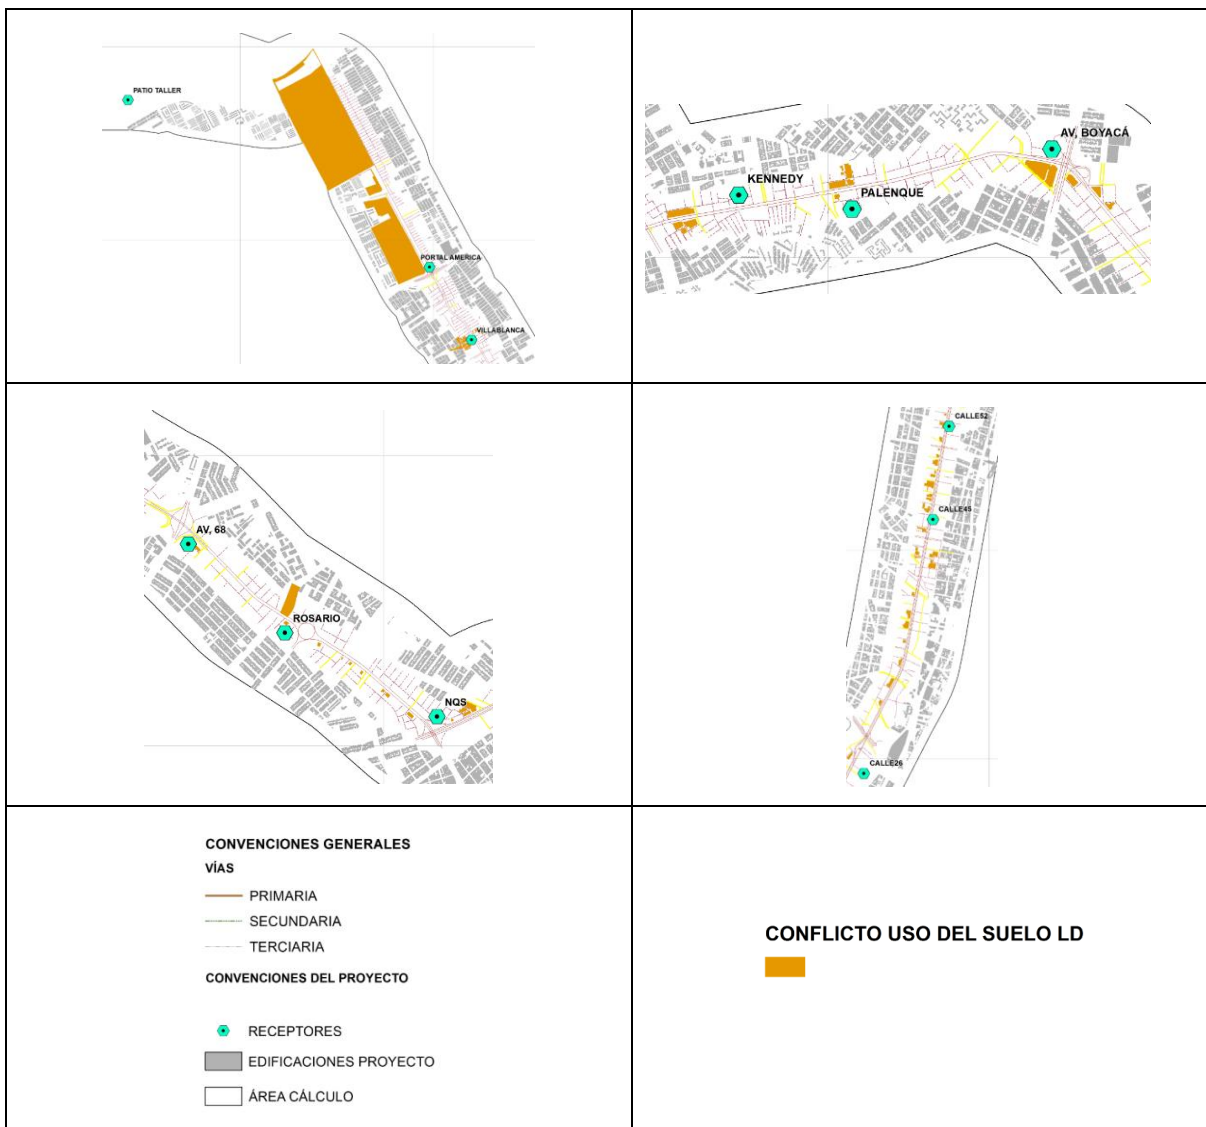 PATIO TALLER
PORTAL AMERICA
VILLABLANCA
AV, BOYACÁ
KENNEDY
PALENQUE
AV, 68
ROSARIO
NQS
CALLE52
CALLE45
CALLE26
CONVENCIONES GENERALES
VÍAS
PRIMARIA
SECUNDARIA
TERCIARIA
CONVENCIONES DEL PROYECTO
RECEPTORES
EDIFICACIONES PROYECTO
ÁREA CÁLCULO
CONFLICTO USO DEL SUELO LD